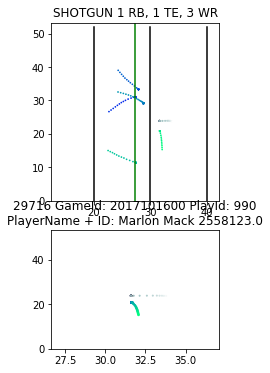 SHOTGUN 1 RB, 1 TE, 3 WR
50
40
30
20
10
0
20 30 40
29716 GameId: 2017101600 PlayId: 990
PlayerName + ID: Marlon Mack 2558123.0
40
20
0
27.5 30.0 32.5 35.0